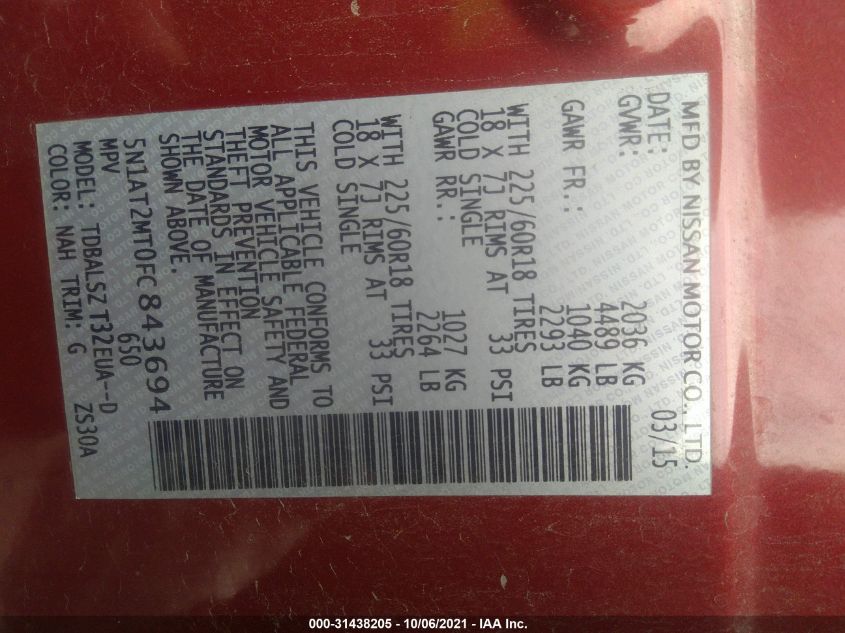 MFD BY NISSAN MOTOR CO., LTD.
DATE: 03/15
GVWR: 2036 KG
4489 LB
GAWR FR.: 1040 KG
2293 LB
WITH 225/60R18 TIRES
18 X 7J RIMS AT 33 PSI
COLD SINGLE
GAWR RR.: 1027 KG
2264 LB
WITH 225/60R18 TIRES
18 X 7J RIMS AT 33 PSI
COLD SINGLE
THIS VEHICLE CONFORMS TO
ALL APPLICABLE FEDERAL
MOTOR VEHICLE SAFETY AND
THEFT PREVENTION
STANDARDS IN EFFECT ON
THE DATE OF MANUFACTURE
SHOWN ABOVE.
5N1AT2MT0FC843694
MPV 650
MODEL: TDBALSZ T32EUA--D
COLOR: NAH TRIM: G ZS30A
000-31438205 - 10/06/2021 - IAA Inc.